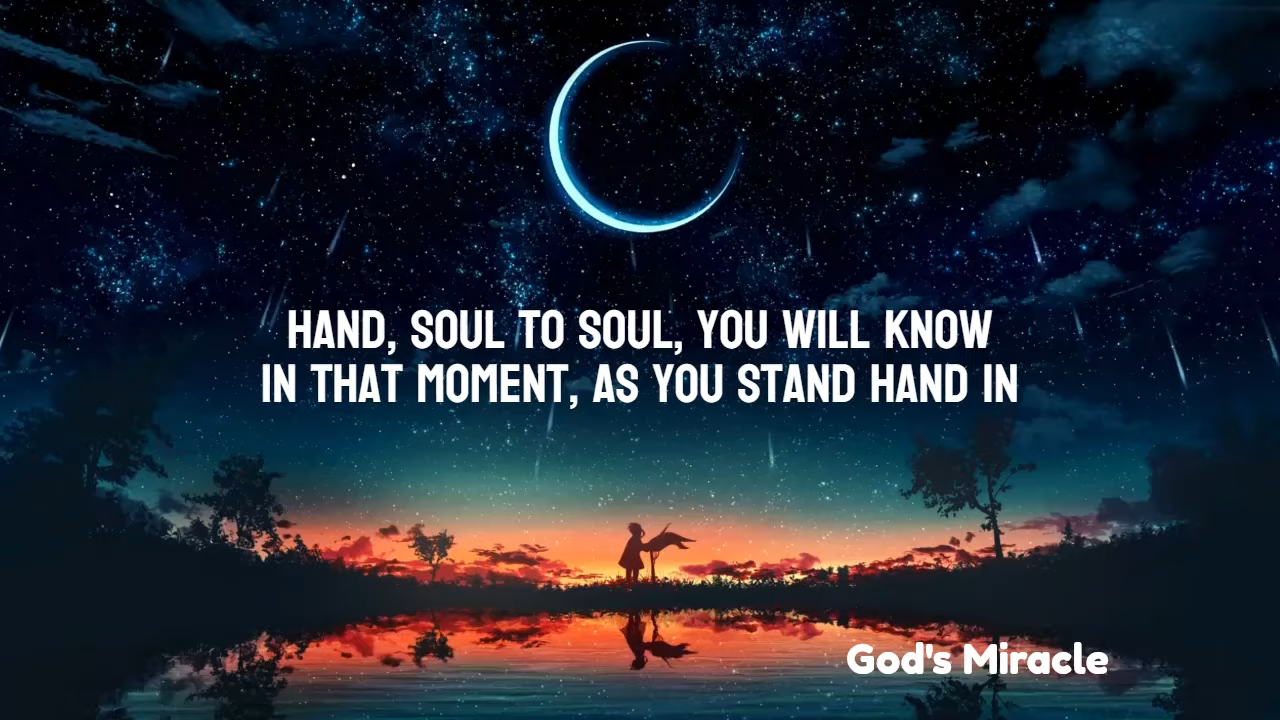 HAND, SOUL TO SOUL, YOU WILL KNOW
IN THAT MOMENT, AS YOU STAND HAND IN
God's Miracle